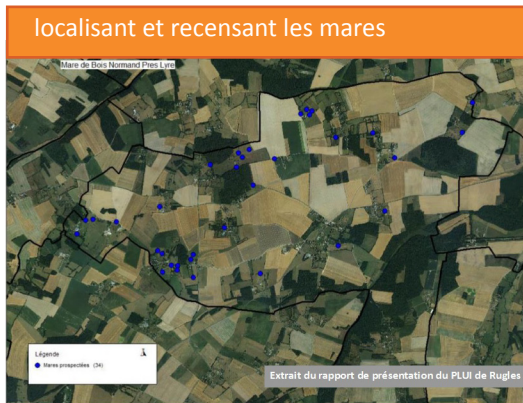 localisant et recensant les mares
Mare de Bois Normand Pres Lyre
Légende
Mares prospectées (34)
Extrait du rapport de présentation du PLUI de Rugles